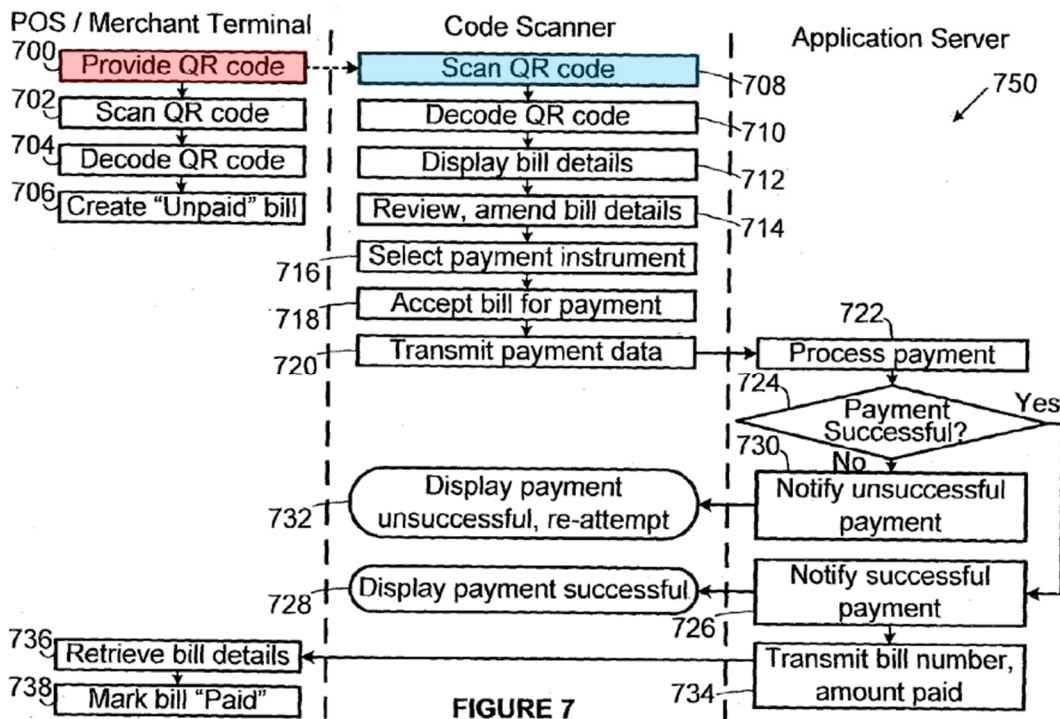 POS / Merchant Terminal
Code Scanner
Application Server
700
Provide QR code
Scan QR code
708
750
702
Scan QR code
Decode QR code
710
704
Decode QR code
Display bill details
712
706
Create "Unpaid" bill
Review, amend bill details
714
716
Select payment instrument
718
Accept bill for payment
722
720
Transmit payment data
Process payment
724
Payment
Successful?
Yes
730
No
732
Display payment
unsuccessful, re-attempt
Notify unsuccessful
payment
728
Display payment successful
Notify successful
payment
726
736
Retrieve bill details
Transmit bill number,
amount paid
734
738
Mark bill "Paid"
FIGURE 7